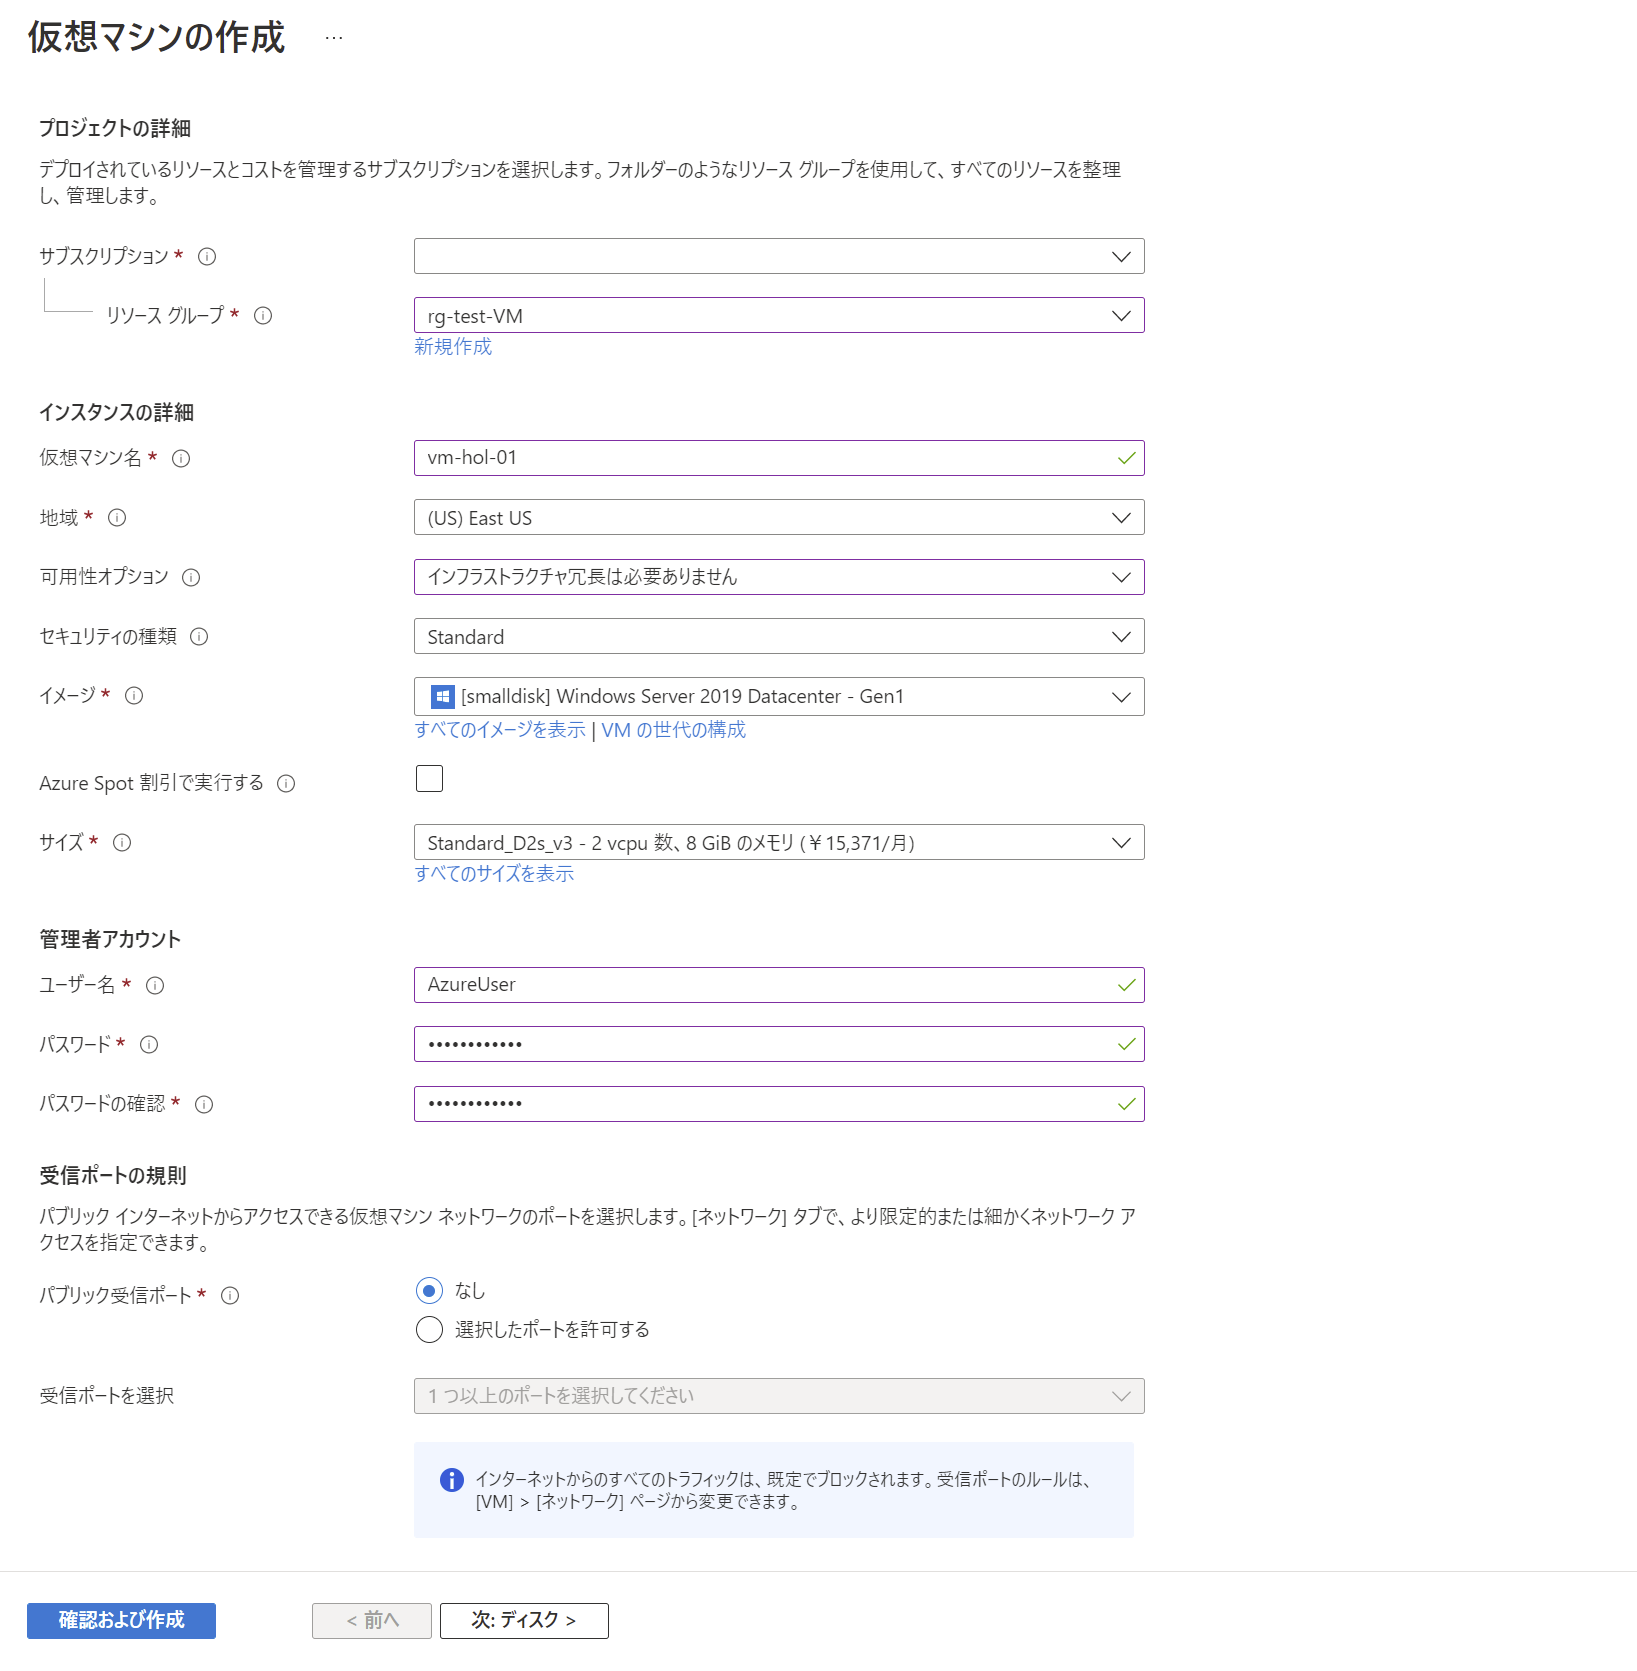 仮想マシンの作成 …
プロジェクトの詳細
デプロイされているリソースとコストを管理するサブスクリプションを選択します。フォルダーのようなリソース グループを使用して、すべてのリソースを整理
し、管理します。
サブスクリプション *
リソース グループ * rg-test-VM
新規作成
インスタンスの詳細
仮想マシン名 * vm-hol-01
地域 * (US) East US
可用性オプション インフラストラクチャ冗長は必要ありません
セキュリティの種類 Standard
イメージ * [smalldisk] Windows Server 2019 Datacenter - Gen1
すべてのイメージを表示 | VM の世代の構成
Azure Spot 割引で実行する
サイズ * Standard_D2s_v3 - 2 vcpu 数、8 GiB のメモリ (￥15,371/月)
すべてのサイズを表示
管理者アカウント
ユーザー名 * AzureUser
パスワード * ••••••••••••
パスワードの確認 * ••••••••••••
受信ポートの規則
パブリック インターネットからアクセスできる仮想マシン ネットワークのポートを選択します。[ネットワーク] タブで、より限定的または細かくネットワーク ア
クセスを指定できます。
パブリック受信ポート * なし
選択したポートを許可する
受信ポートを選択 1 つ以上のポートを選択してください
インターネットからのすべてのトラフィックは、既定でブロックされます。受信ポートのルールは、
[VM] > [ネットワーク] ページから変更できます。
確認および作成 < 前へ 次: ディスク >